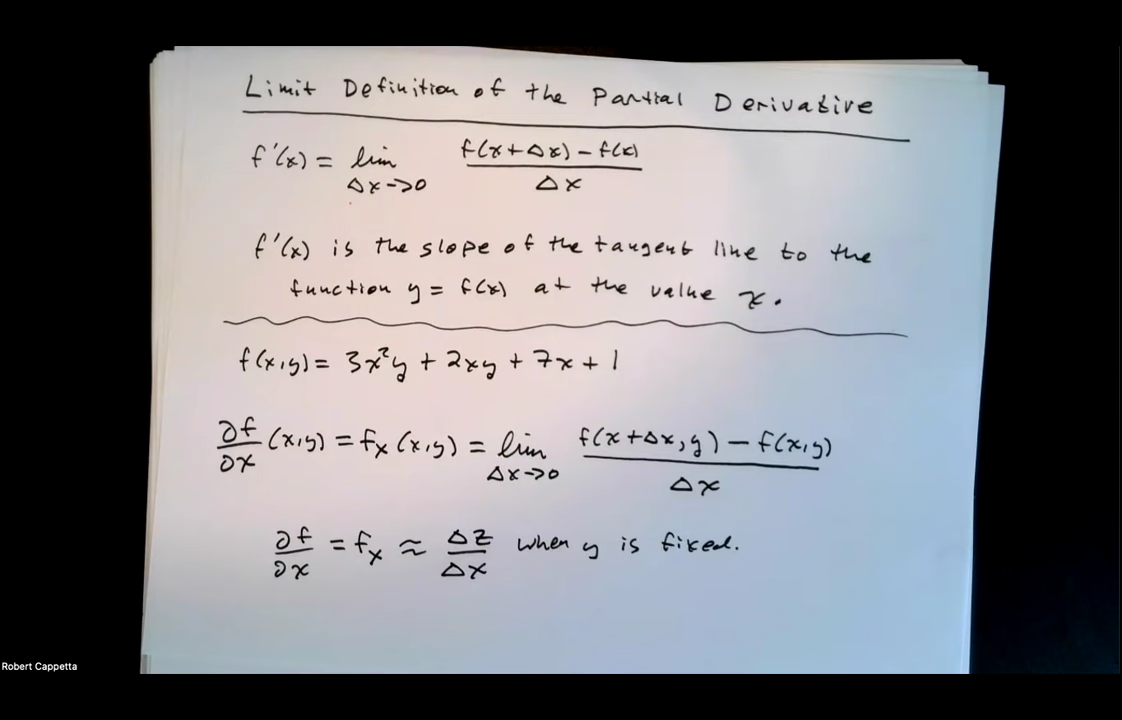 Limit Definition of the Partial Derivative
f'(x) = lim Δx->0 f(x+Δx) - f(x) / Δx
f'(x) is the slope of the tangent line to the
function y = f(x) at the value x.
f(x,y) = 3x²y + 2xy + 7x + 1
∂f/∂x (x,y) = fₓ(x,y) = lim Δx->0 f(x+Δx,y) - f(x,y) / Δx
∂f/∂x = fₓ ≈ Δz/Δx when y is fixed.
Robert Cappetta